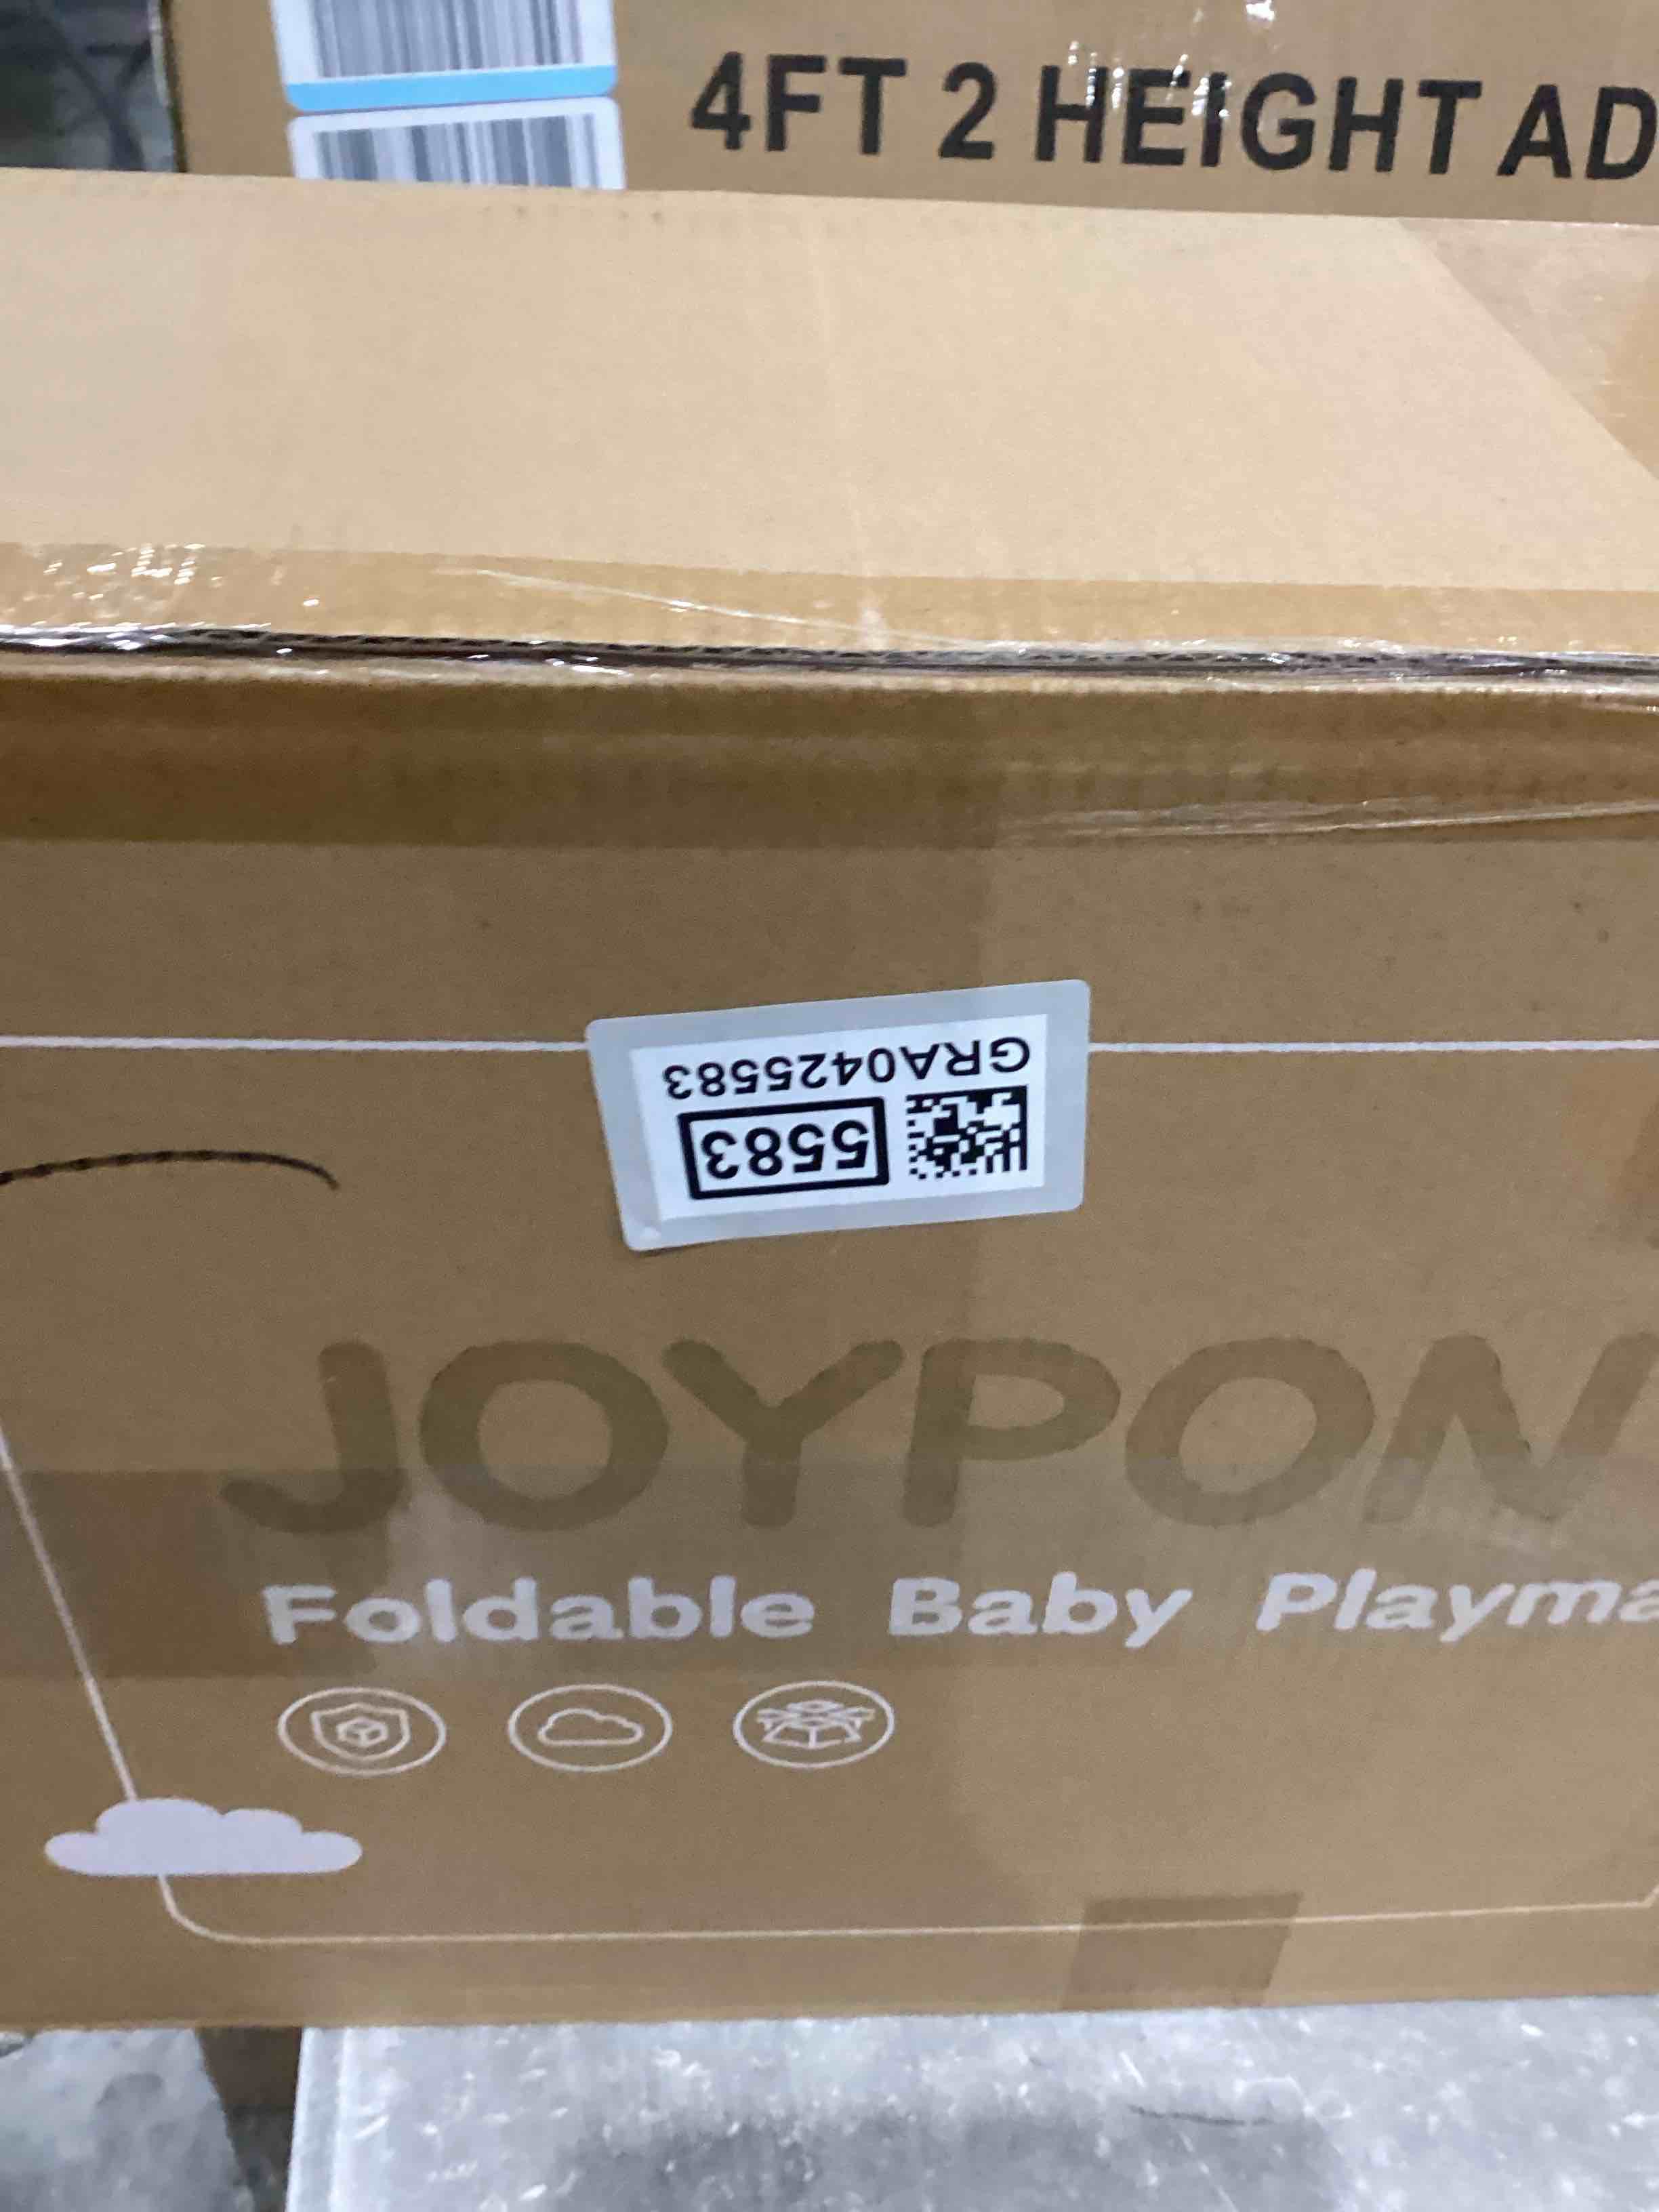 4FT 2 HEIGHT AD
GRA0425583
5583
JOYPON
Foldable Baby Playma